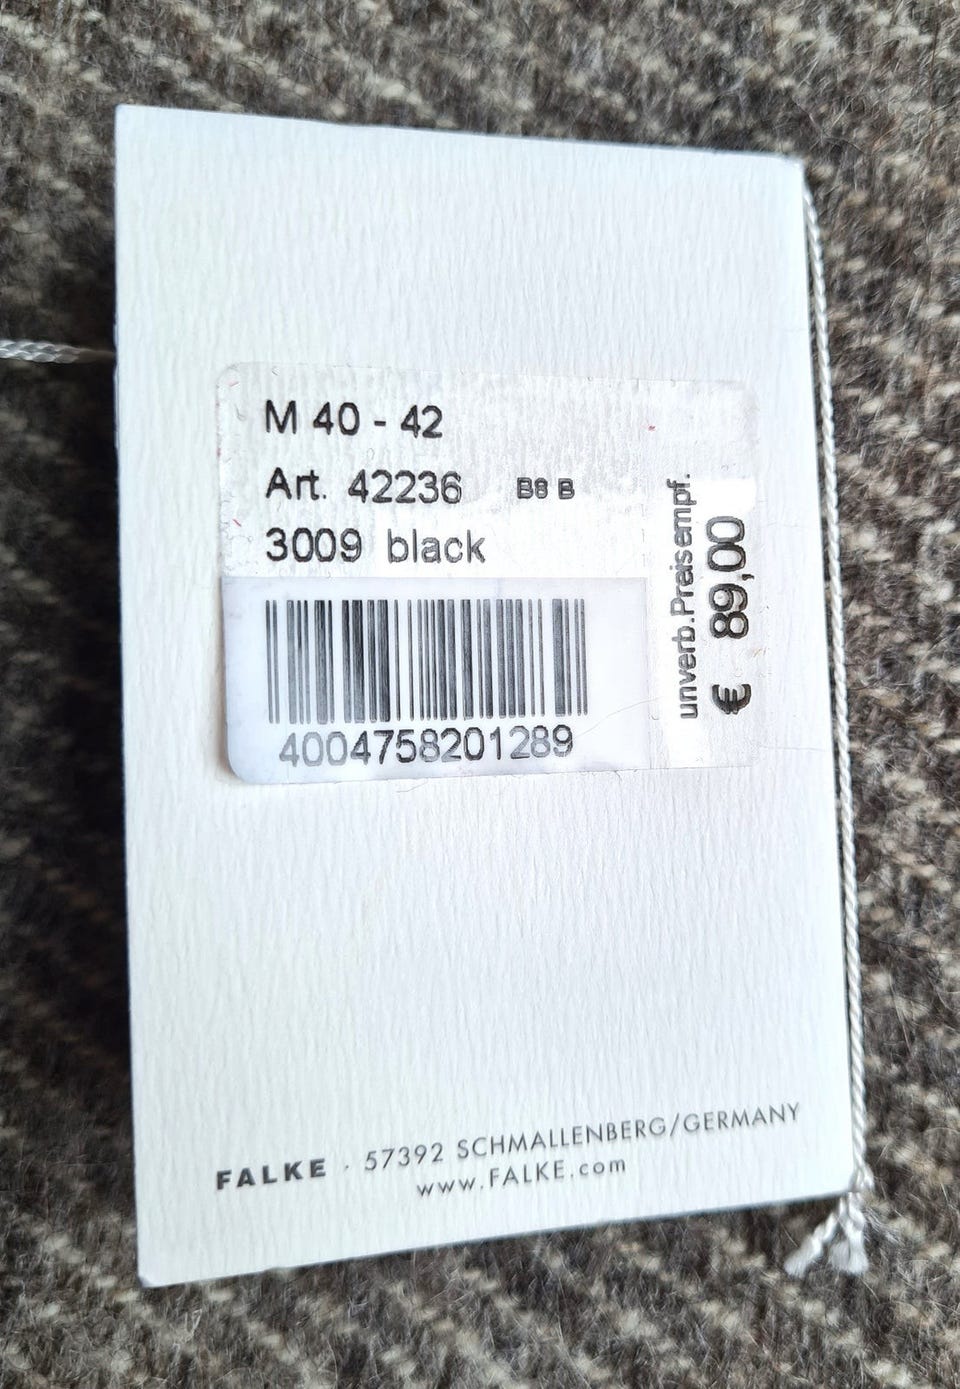 M 40 - 42
Art. 42236 B8 B
3009 black
4004758201289
unverb.Preisempf.
€ 89,00
FALKE · 57392 SCHMALLENBERG/GERMANY
www.FALKE.com